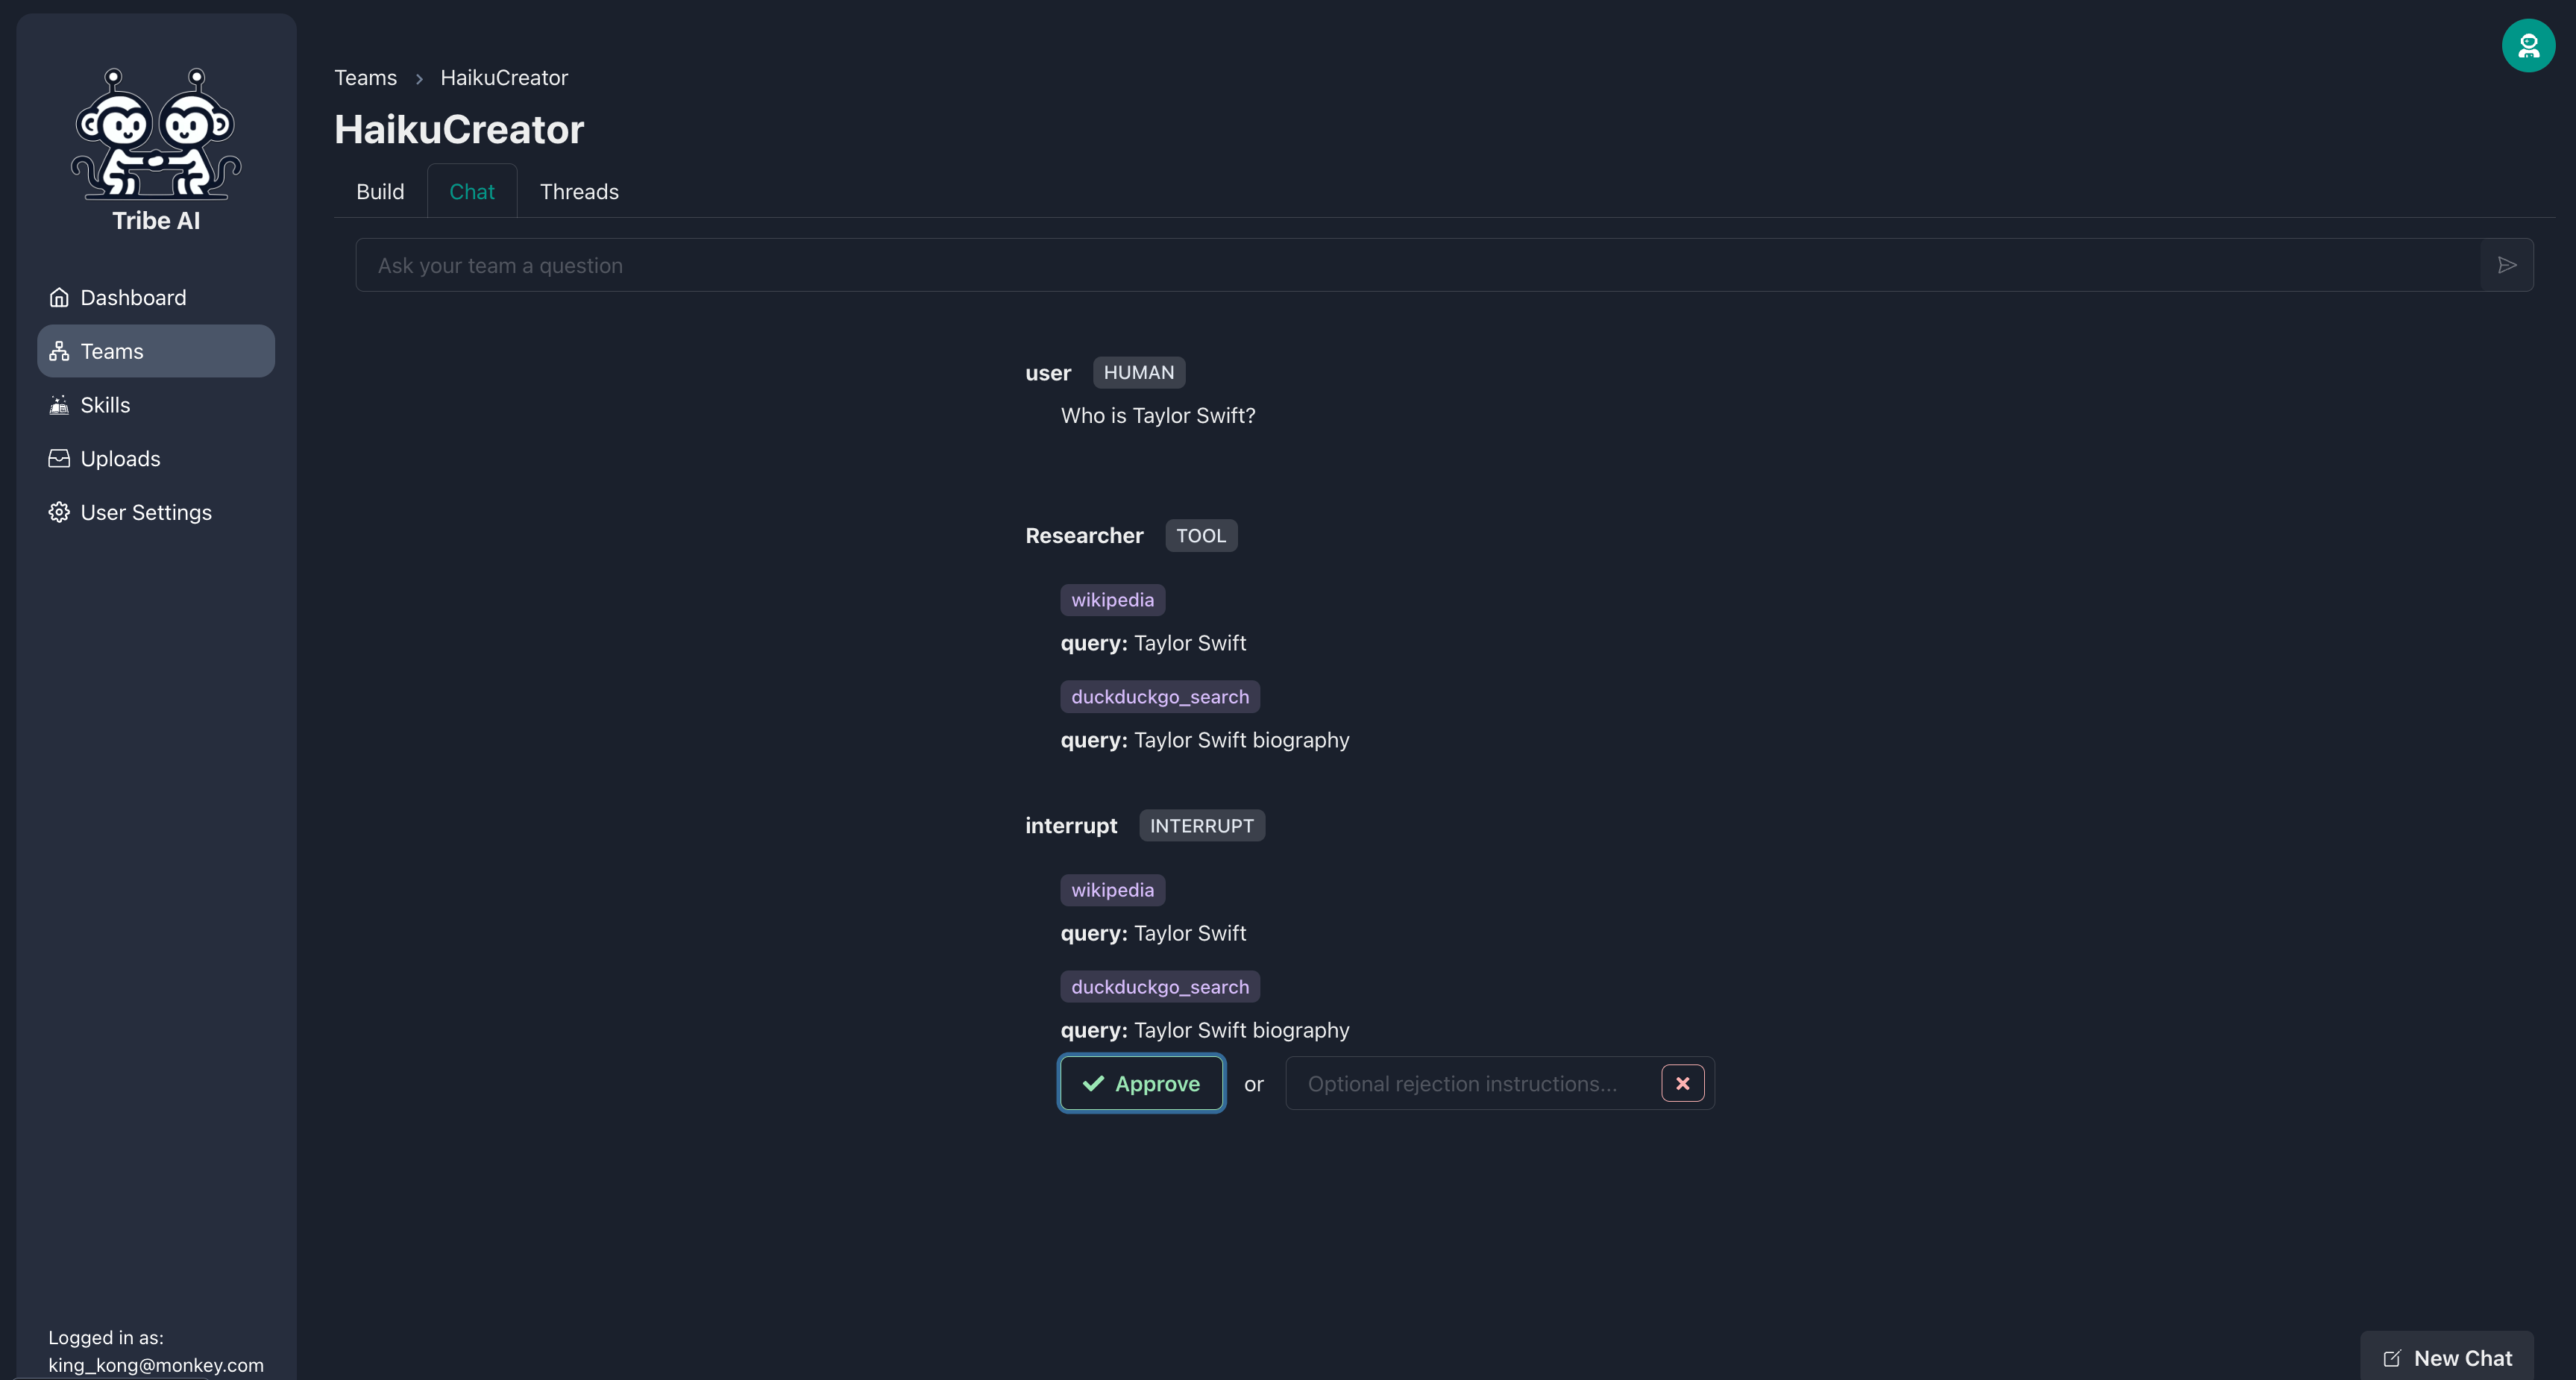 Tribe AI
Dashboard
Teams
Skills
Uploads
User Settings
Logged in as:
king_kong@monkey.com
Teams › HaikuCreator
HaikuCreator
Build Chat Threads
Ask your team a question
user HUMAN
Who is Taylor Swift?
Researcher TOOL
wikipedia
query: Taylor Swift
duckduckgo_search
query: Taylor Swift biography
interrupt INTERRUPT
wikipedia
query: Taylor Swift
duckduckgo_search
query: Taylor Swift biography
Approve or Optional rejection instructions...
New Chat